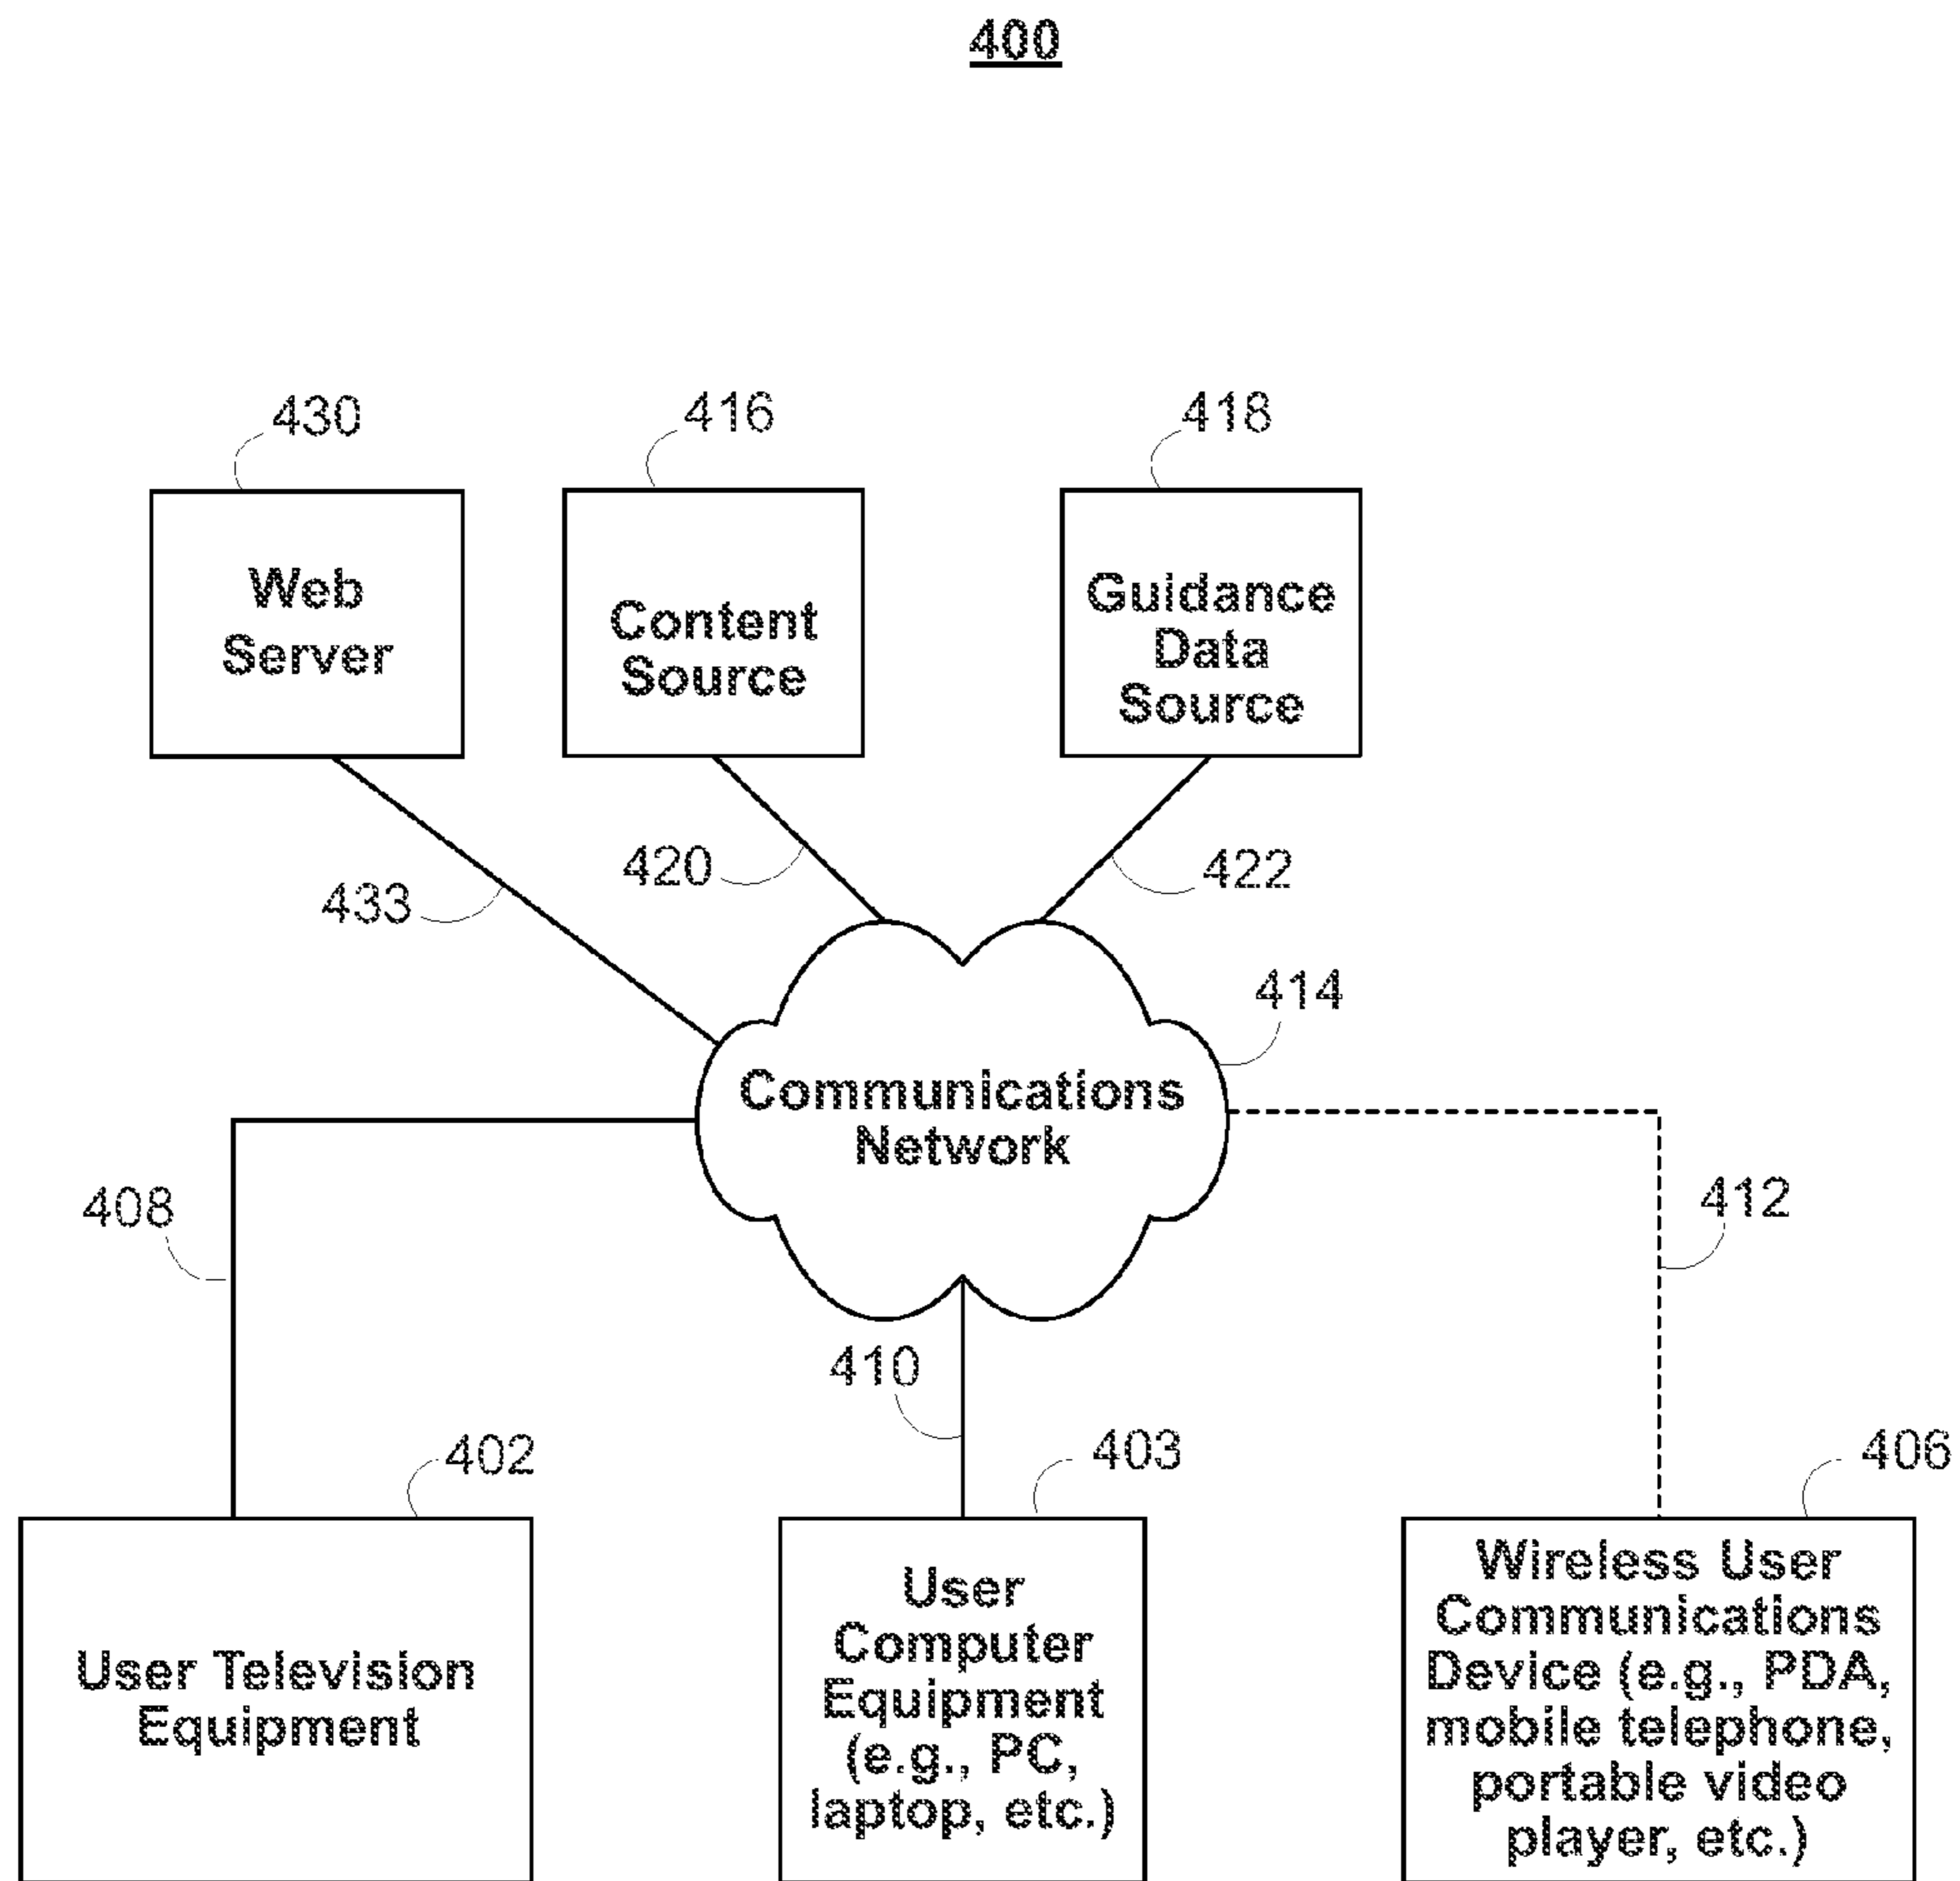 400
430
416
418
Web
Server
Content
Source
Guidance
Data
Source
420
422
433
414
Communications
Network
408
412
410
402
403
406
User Television
Equipment
User
Computer
Equipment
(e.g., PC,
laptop, etc.)
Wireless User
Communications
Device (e.g., PDA,
mobile telephone,
portable video
player, etc.)